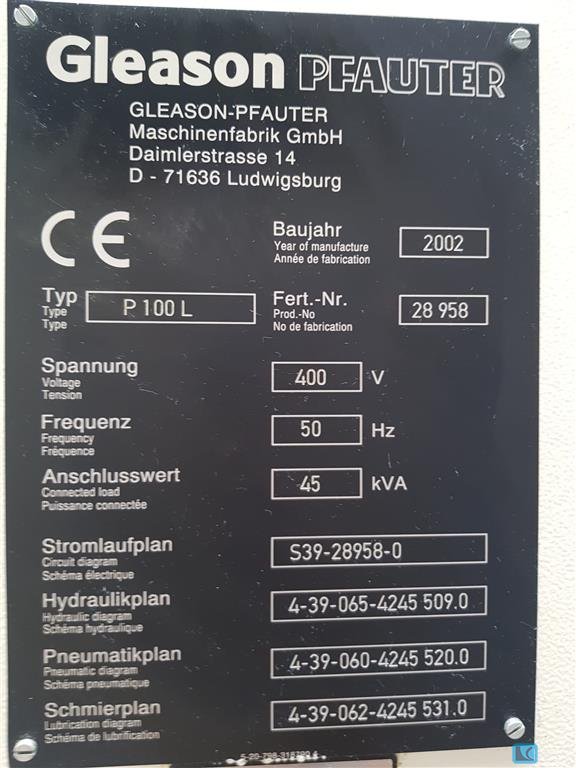 Gleason PFAUTER
GLEASON-PFAUTER
Maschinenfabrik GmbH
Daimlerstrasse 14
D - 71636 Ludwigsburg
CE
Baujahr
Year of manufacture
Année de fabrication
2002
Typ
Type
Type
P 100 L
Fert.-Nr.
Prod.-No
No de fabrication
28 958
Spannung
Voltage
Tension
400 V
Frequenz
Frequency
Fréquence
50 Hz
Anschlusswert
Connected load
Puissance connectée
45 kVA
Stromlaufplan
Circuit diagram
Schéma électrique
S39-28958-0
Hydraulikplan
Hydraulic diagram
Schéma hydraulique
4-39-065-4245 509.0
Pneumatikplan
Pneumatic diagram
Schéma pneumatique
4-39-060-4245 520.0
Schmierplan
Lubrication diagram
Schéma de lubrification
4-39-062-4245 531.0